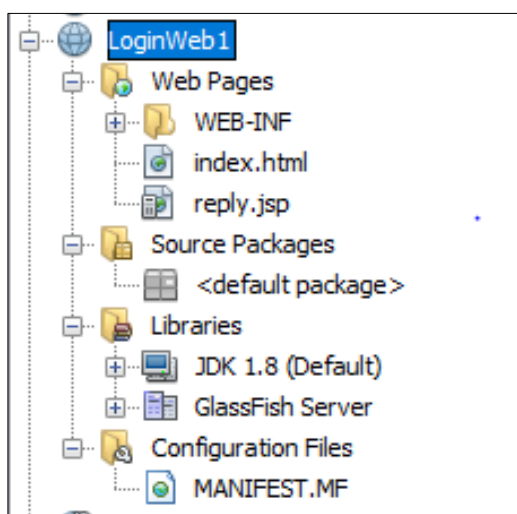 LoginWeb1
Web Pages
WEB-INF
index.html
reply.jsp
Source Packages
<default package>
Libraries
JDK 1.8 (Default)
GlassFish Server
Configuration Files
MANIFEST.MF